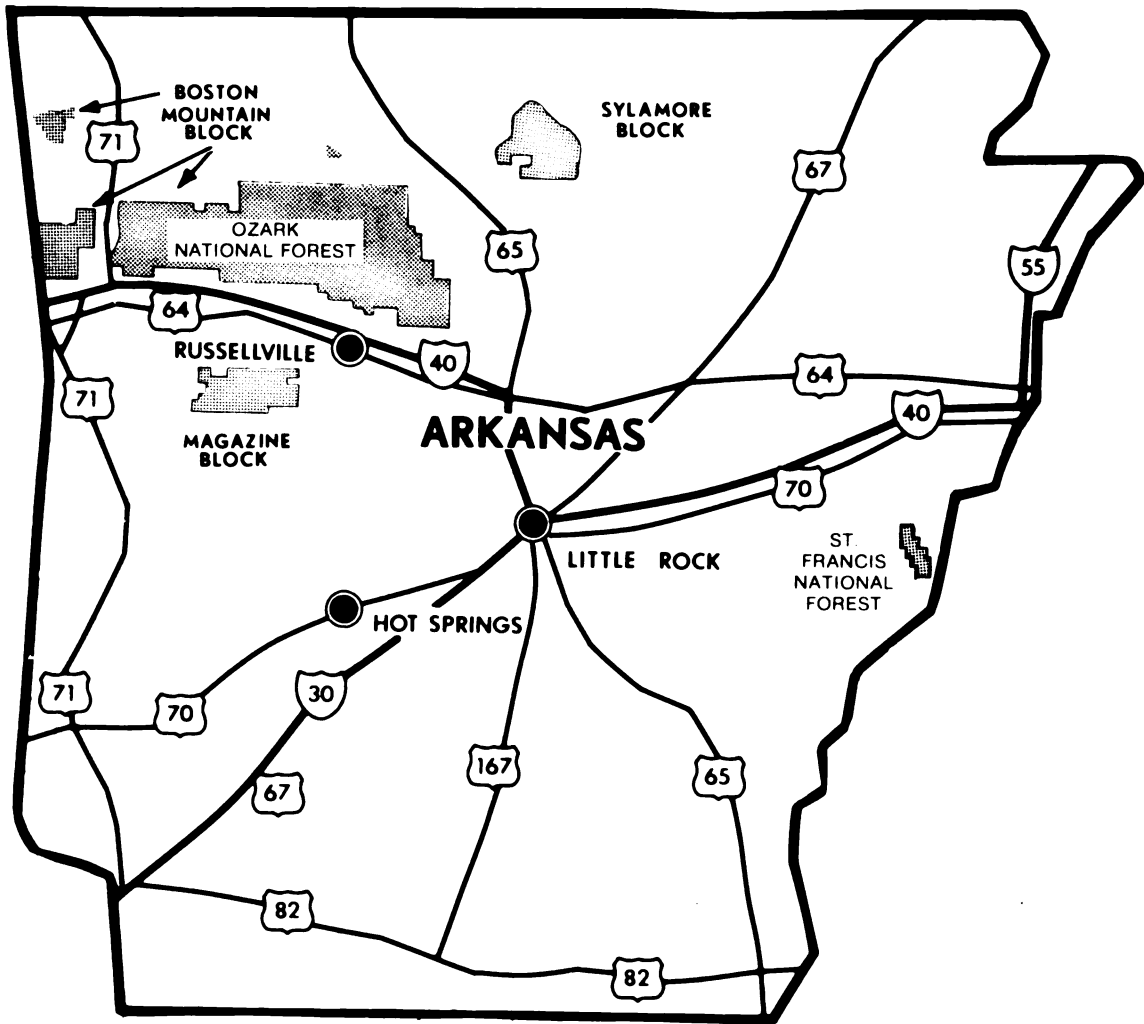 BOSTON
MOUNTAIN
BLOCK
71
SYLAMORE
BLOCK
67
OZARK
NATIONAL FOREST
65
55
64
RUSSELLVILLE
40
71
64
40
MAGAZINE
BLOCK
ARKANSAS
70
LITTLE ROCK
ST.
FRANCIS
NATIONAL
FOREST
HOT SPRINGS
71
70
30
67
167
65
82
82